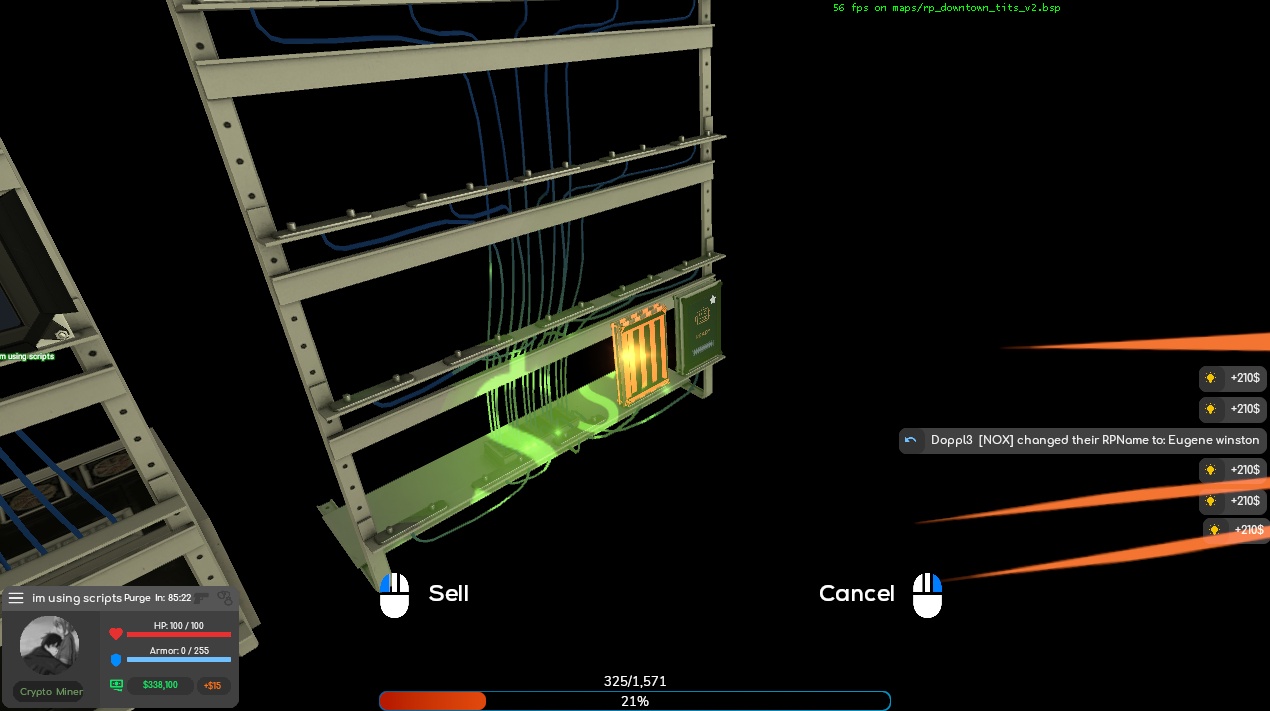 56 fps on maps/rp_downtown_tits_v2.bsp
m using scripts
+210$
+210$
Doppl3 [NOX] changed their RPName to: Eugene winston
+210$
+210$
+210$
Sell
Cancel
im using scripts Purge In: 85:22
HP: 100 / 100
Armor: 0 / 255
$338,100
+$15
Crypto Miner
325/1,571
21%